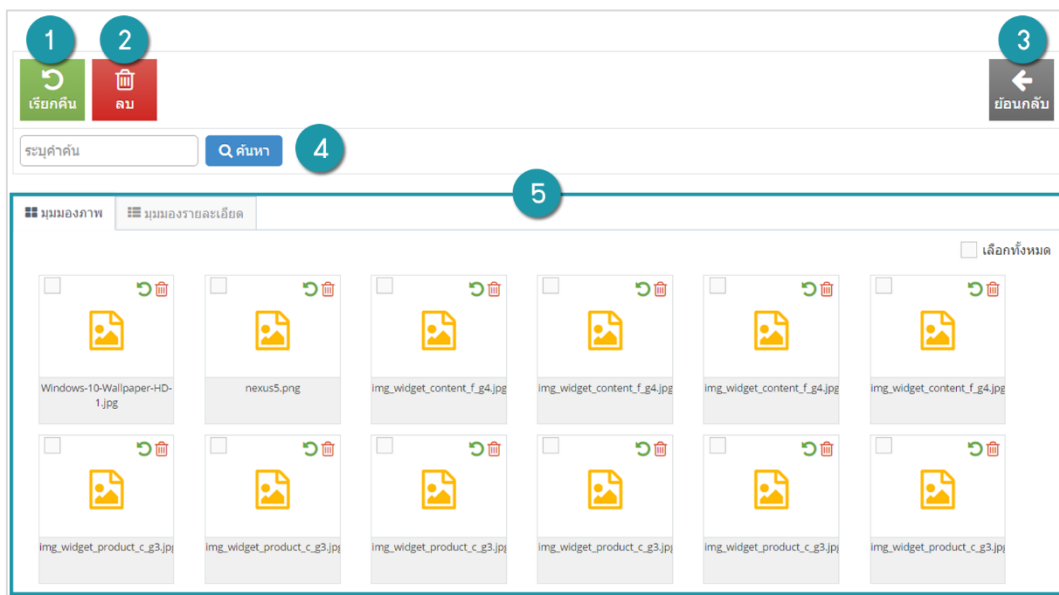 1
2
3
เรียกคืน
ลบ
ย้อนกลับ
ระบุคำค้น
ค้นหา
4
5
มุมมองภาพ
มุมมองรายละเอียด
เลือกทั้งหมด
Windows-10-Wallpaper-HD-
1.jpg
nexus5.png
img_widget_content_f_g4.jpg
img_widget_content_f_g4.jpg
img_widget_content_f_g4.jpg
img_widget_content_f_g4.jpg
img_widget_product_c_g3.jpg
img_widget_product_c_g3.jpg
img_widget_product_c_g3.jpg
img_widget_product_c_g3.jpg
img_widget_product_c_g3.jpg
img_widget_product_c_g3.jpg